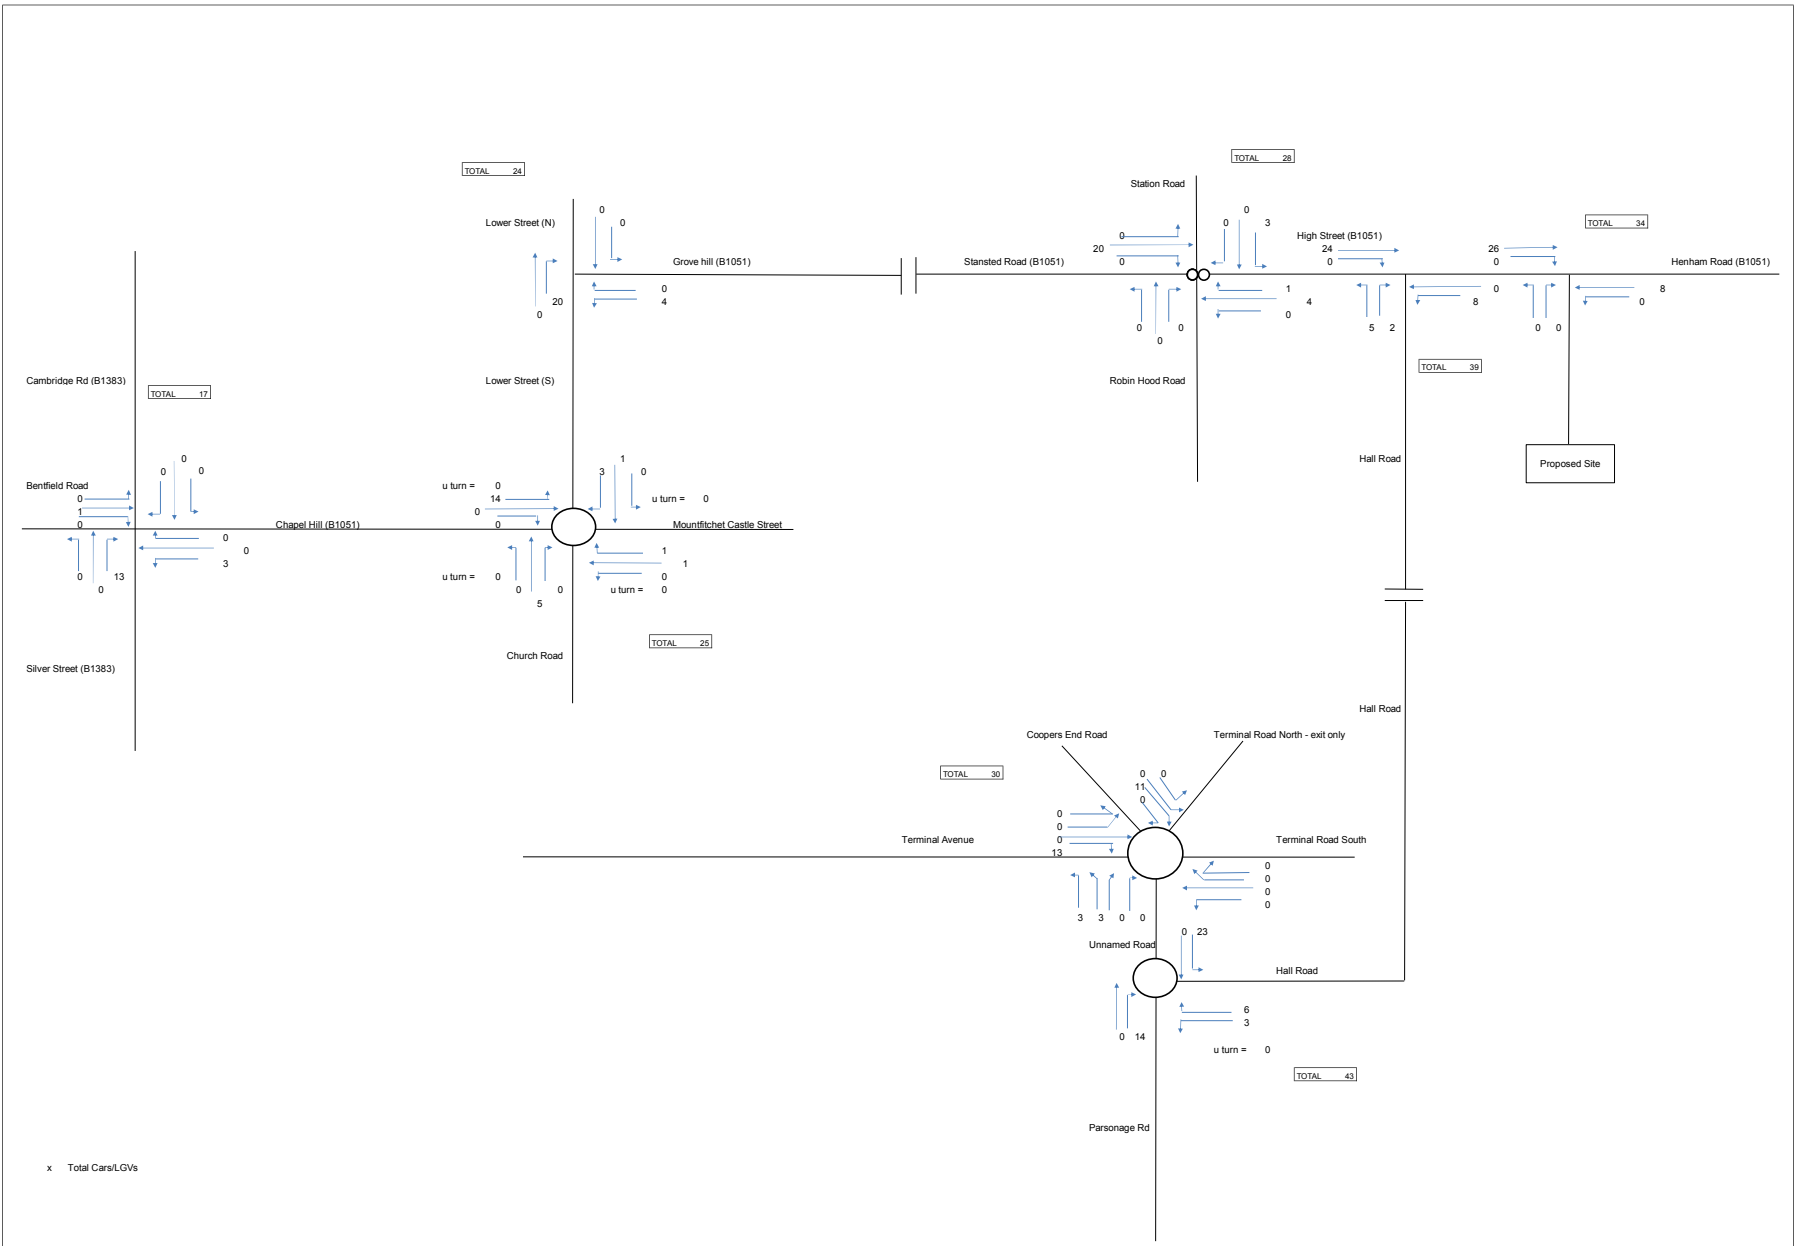 TOTAL 28
TOTAL 24
Station Road
0
0
Lower Street (N)
0
0
0
3
TOTAL 34
High Street (B1051)
0
20
0
24
0
26
0
Grove hill (B1051)
Stansted Road (B1051)
Henham Road (B1051)
0
4
20
0
1
4
0
0
0
0
0
8
5 2
8
0
0 0
TOTAL 39
Cambridge Rd (B1383)
TOTAL 17
Lower Street (S)
Robin Hood Road
Hall Road
Proposed Site
0
0
0
Bentfield Road
0
1
0
Chapel Hill (B1051)
0
0
3
0
13
0
1
3
0
u turn = 0
14
0
0
u turn = 0
Mountfitchet Castle Street
1
1
0
u turn = 0
u turn = 0
0
0
5
TOTAL 25
Church Road
Silver Street (B1383)
Hall Road
Coopers End Road
Terminal Road North - exit only
TOTAL 30
0 0
11
0
0
0
0
13
Terminal Avenue
Terminal Road South
0
0
0
0
3 3 0 0
Unnamed Road
0 23
Hall Road
6
3
0 14
u turn = 0
TOTAL 43
Parsonage Rd
x Total Cars/LGVs